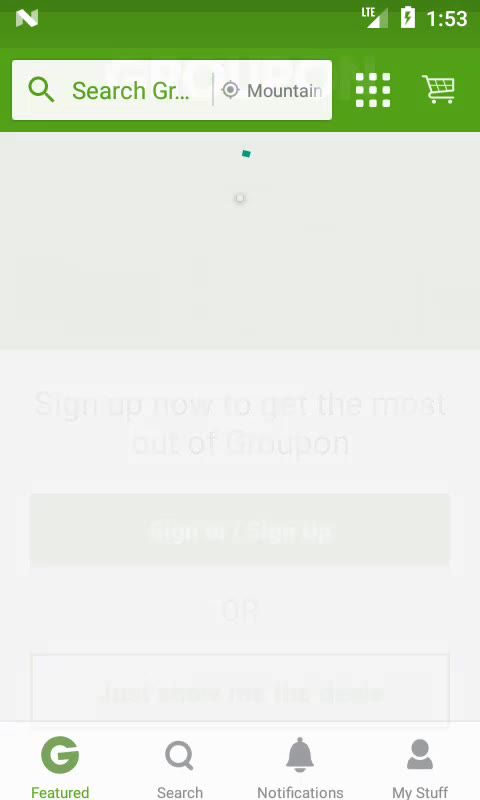 LTE
1:53
GROUPON
Search Gr...
Mountain
Sign up now to get the most
out of Groupon
Sign In / Sign Up
OR
Just show me the deals
Featured
Search
Notifications
My Stuff